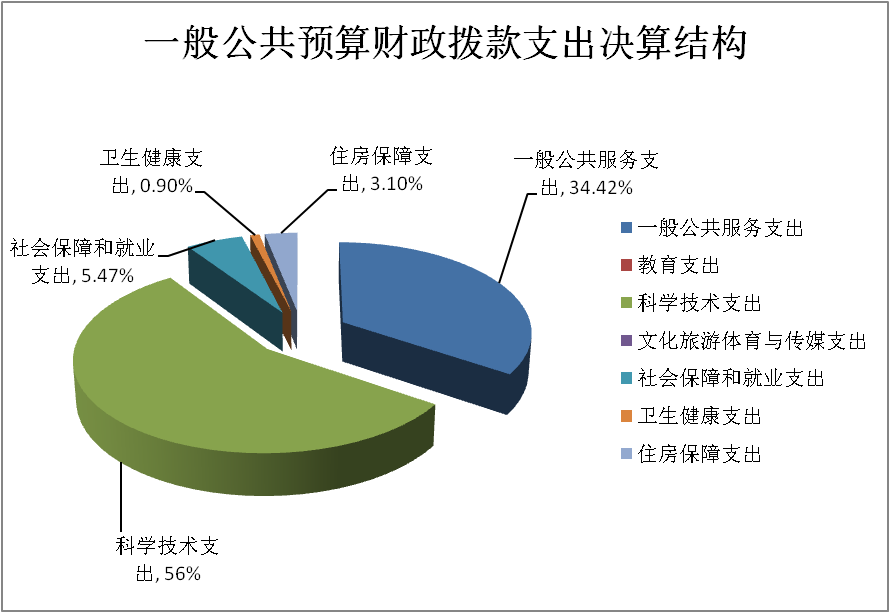 一般公共预算财政拨款支出决算结构
卫生健康支
出, 0.90%
住房保障支
出, 3.10%
一般公共服务支
出, 34.42%
社会保障和就业
支出, 5.47%
科学技术支
出, 56%
一般公共服务支出
教育支出
科学技术支出
文化旅游体育与传媒支出
社会保障和就业支出
卫生健康支出
住房保障支出